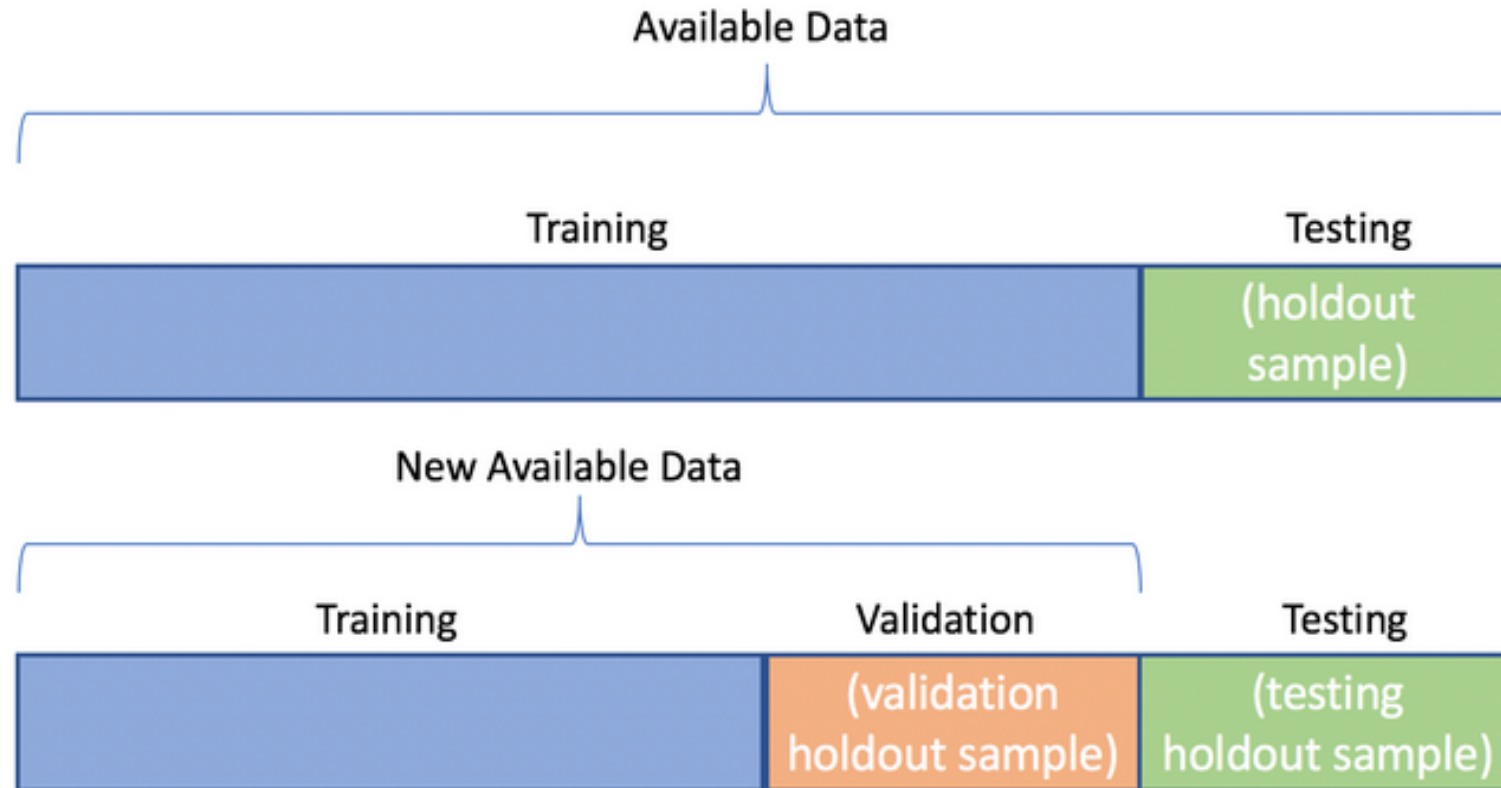 Available Data
Training Testing
(holdout
sample)
New Available Data
Training Validation Testing
(validation
holdout sample)
(testing
holdout sample)